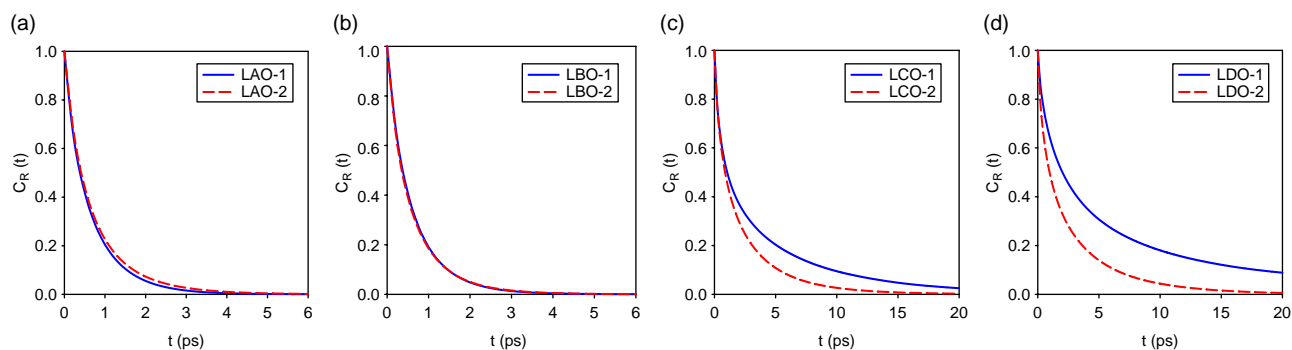 (a)
C_R (t)
1.0
0.8
0.6
0.4
0.2
0.0
LAO-1
LAO-2
0 1 2 3 4 5 6
t (ps)
(b)
C_R (t)
1.0
0.8
0.6
0.4
0.2
0.0
LBO-1
LBO-2
0 1 2 3 4 5 6
t (ps)
(c)
C_R (t)
1.0
0.8
0.6
0.4
0.2
0.0
LCO-1
LCO-2
0 5 10 15 20
t (ps)
(d)
C_R (t)
1.0
0.8
0.6
0.4
0.2
0.0
LDO-1
LDO-2
0 5 10 15 20
t (ps)